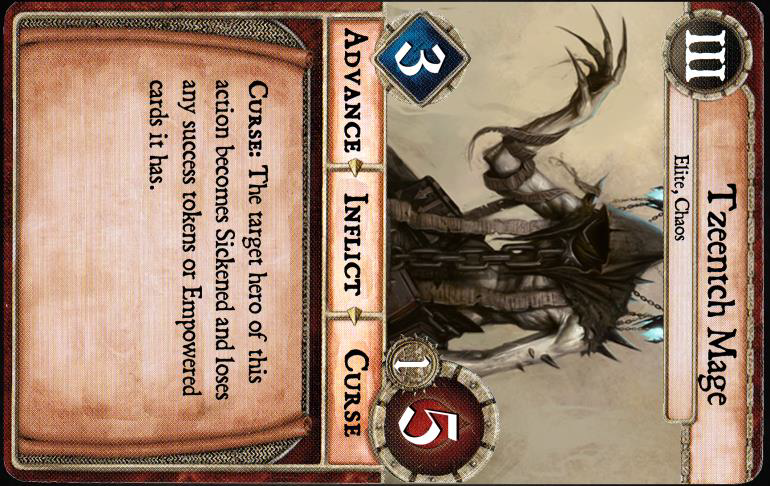 III
Tzeentch Mage
Elite, Chaos
3
1
5
ADVANCE INFLICT CURSE
CURSE: The target hero of this
action becomes Sickened and loses
any success tokens or Empowered
cards it has.